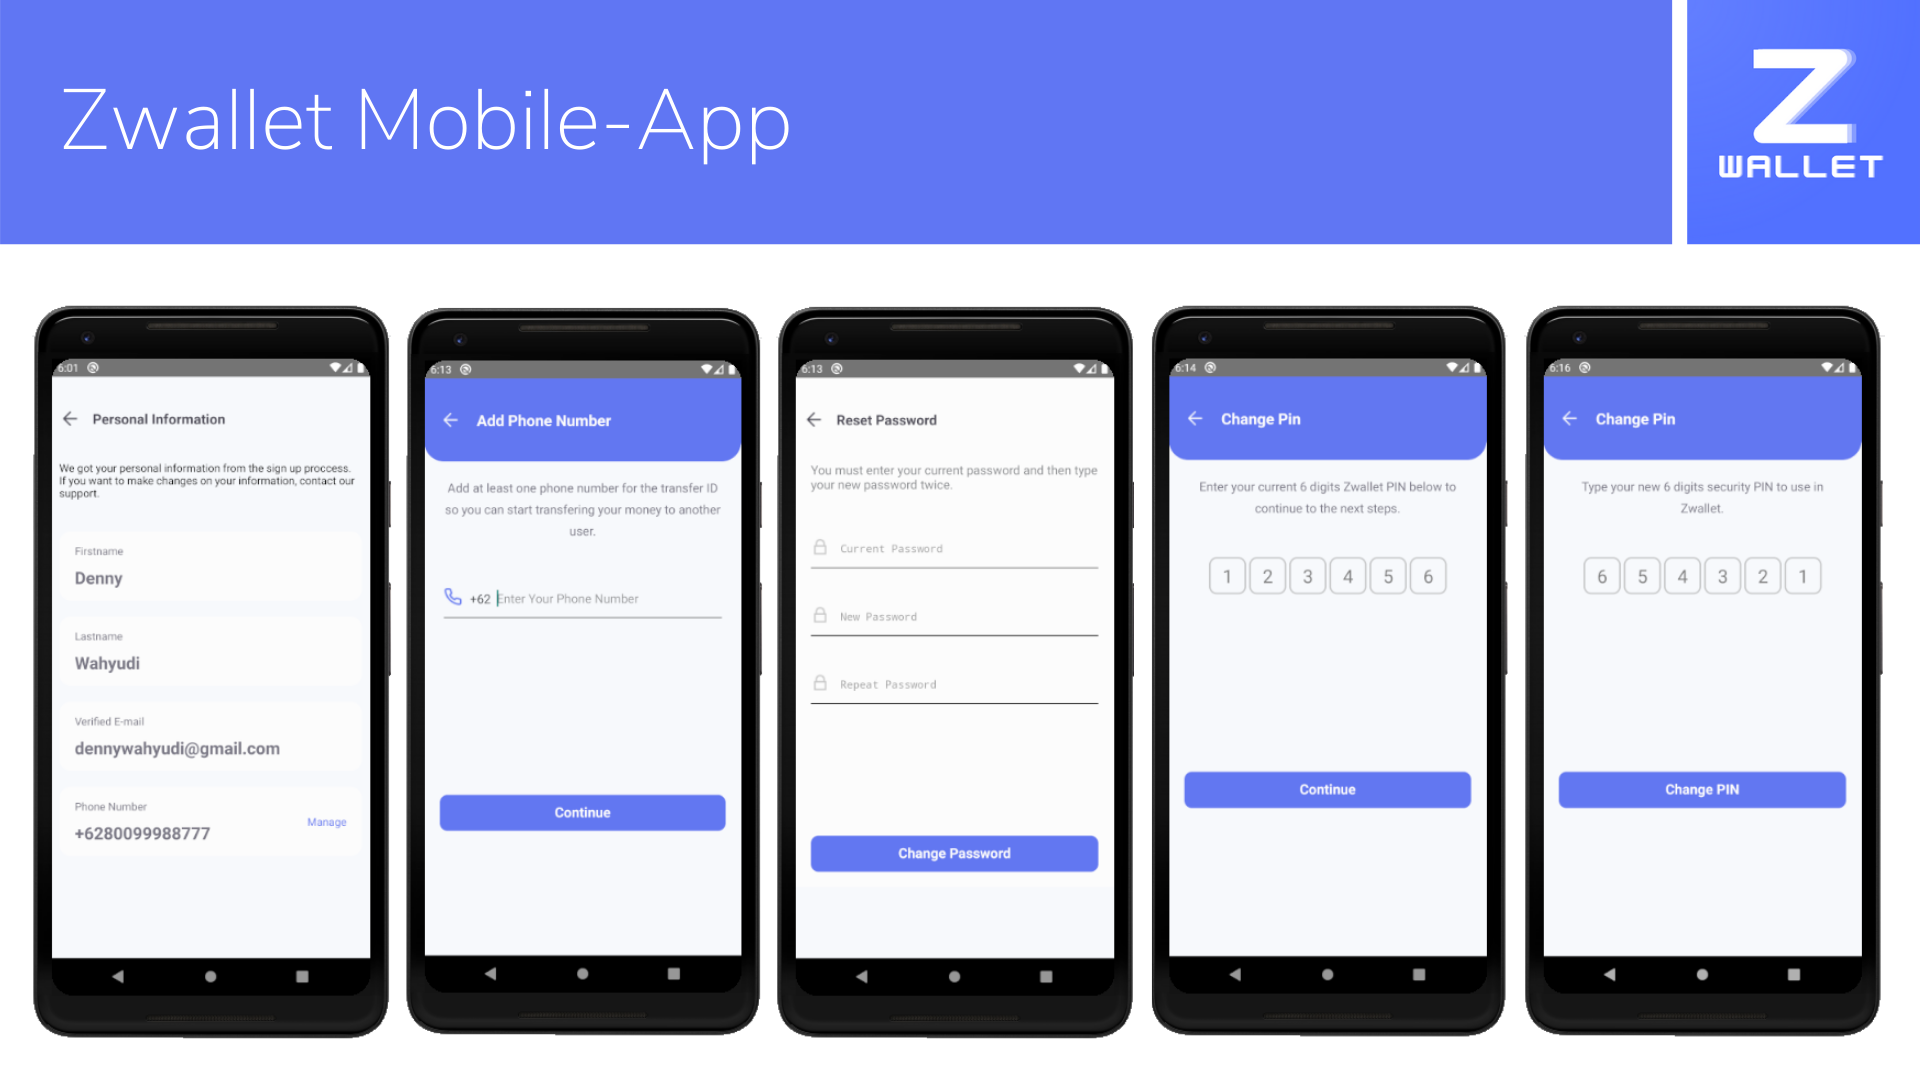 Zwallet Mobile-App
Z
WALLET
6:01
Personal Information
We got your personal information from the sign up proccess.
If you want to make changes on your information, contact our
support.
Firstname
Denny
Lastname
Wahyudi
Verified E-mail
dennywahyudi@gmail.com
Phone Number
+6280099988777
Manage
6:13
Add Phone Number
Add at least one phone number for the transfer ID
so you can start transfering your money to another
user.
+62 Enter Your Phone Number
Continue
6:13
Reset Password
You must enter your current password and then type
your new password twice.
Current Password
New Password
Repeat Password
Change Password
6:14
Change Pin
Enter your current 6 digits Zwallet PIN below to
continue to the next steps.
1 2 3 4 5 6
Continue
6:16
Change Pin
Type your new 6 digits security PIN to use in
Zwallet.
6 5 4 3 2 1
Change PIN